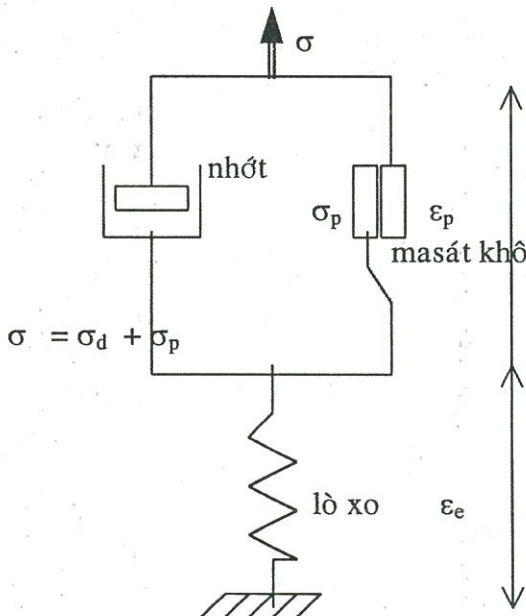 σ
nhớt
σp εp
masát khô
σ = σd + σp
lò xo εe